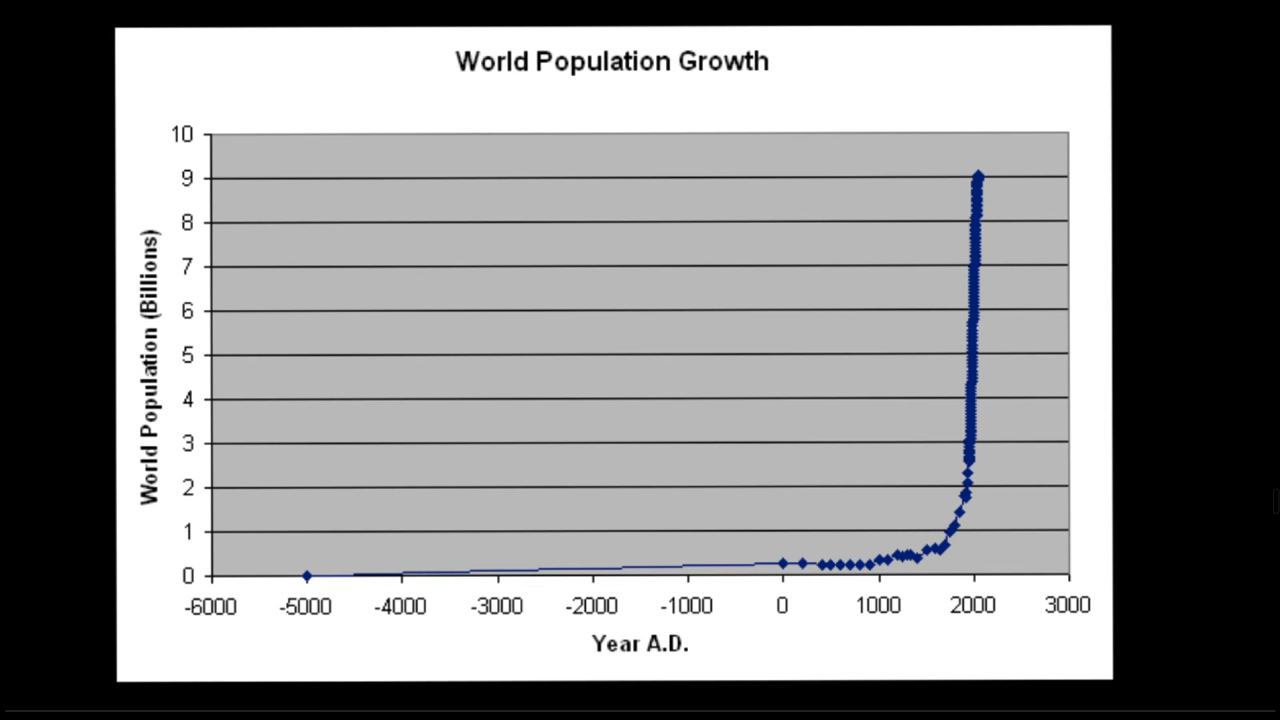 World Population Growth
10
9
8
7
6
5
4
3
2
1
0
World Population (Billions)
-6000 -5000 -4000 -3000 -2000 -1000 0 1000 2000 3000
Year A.D.